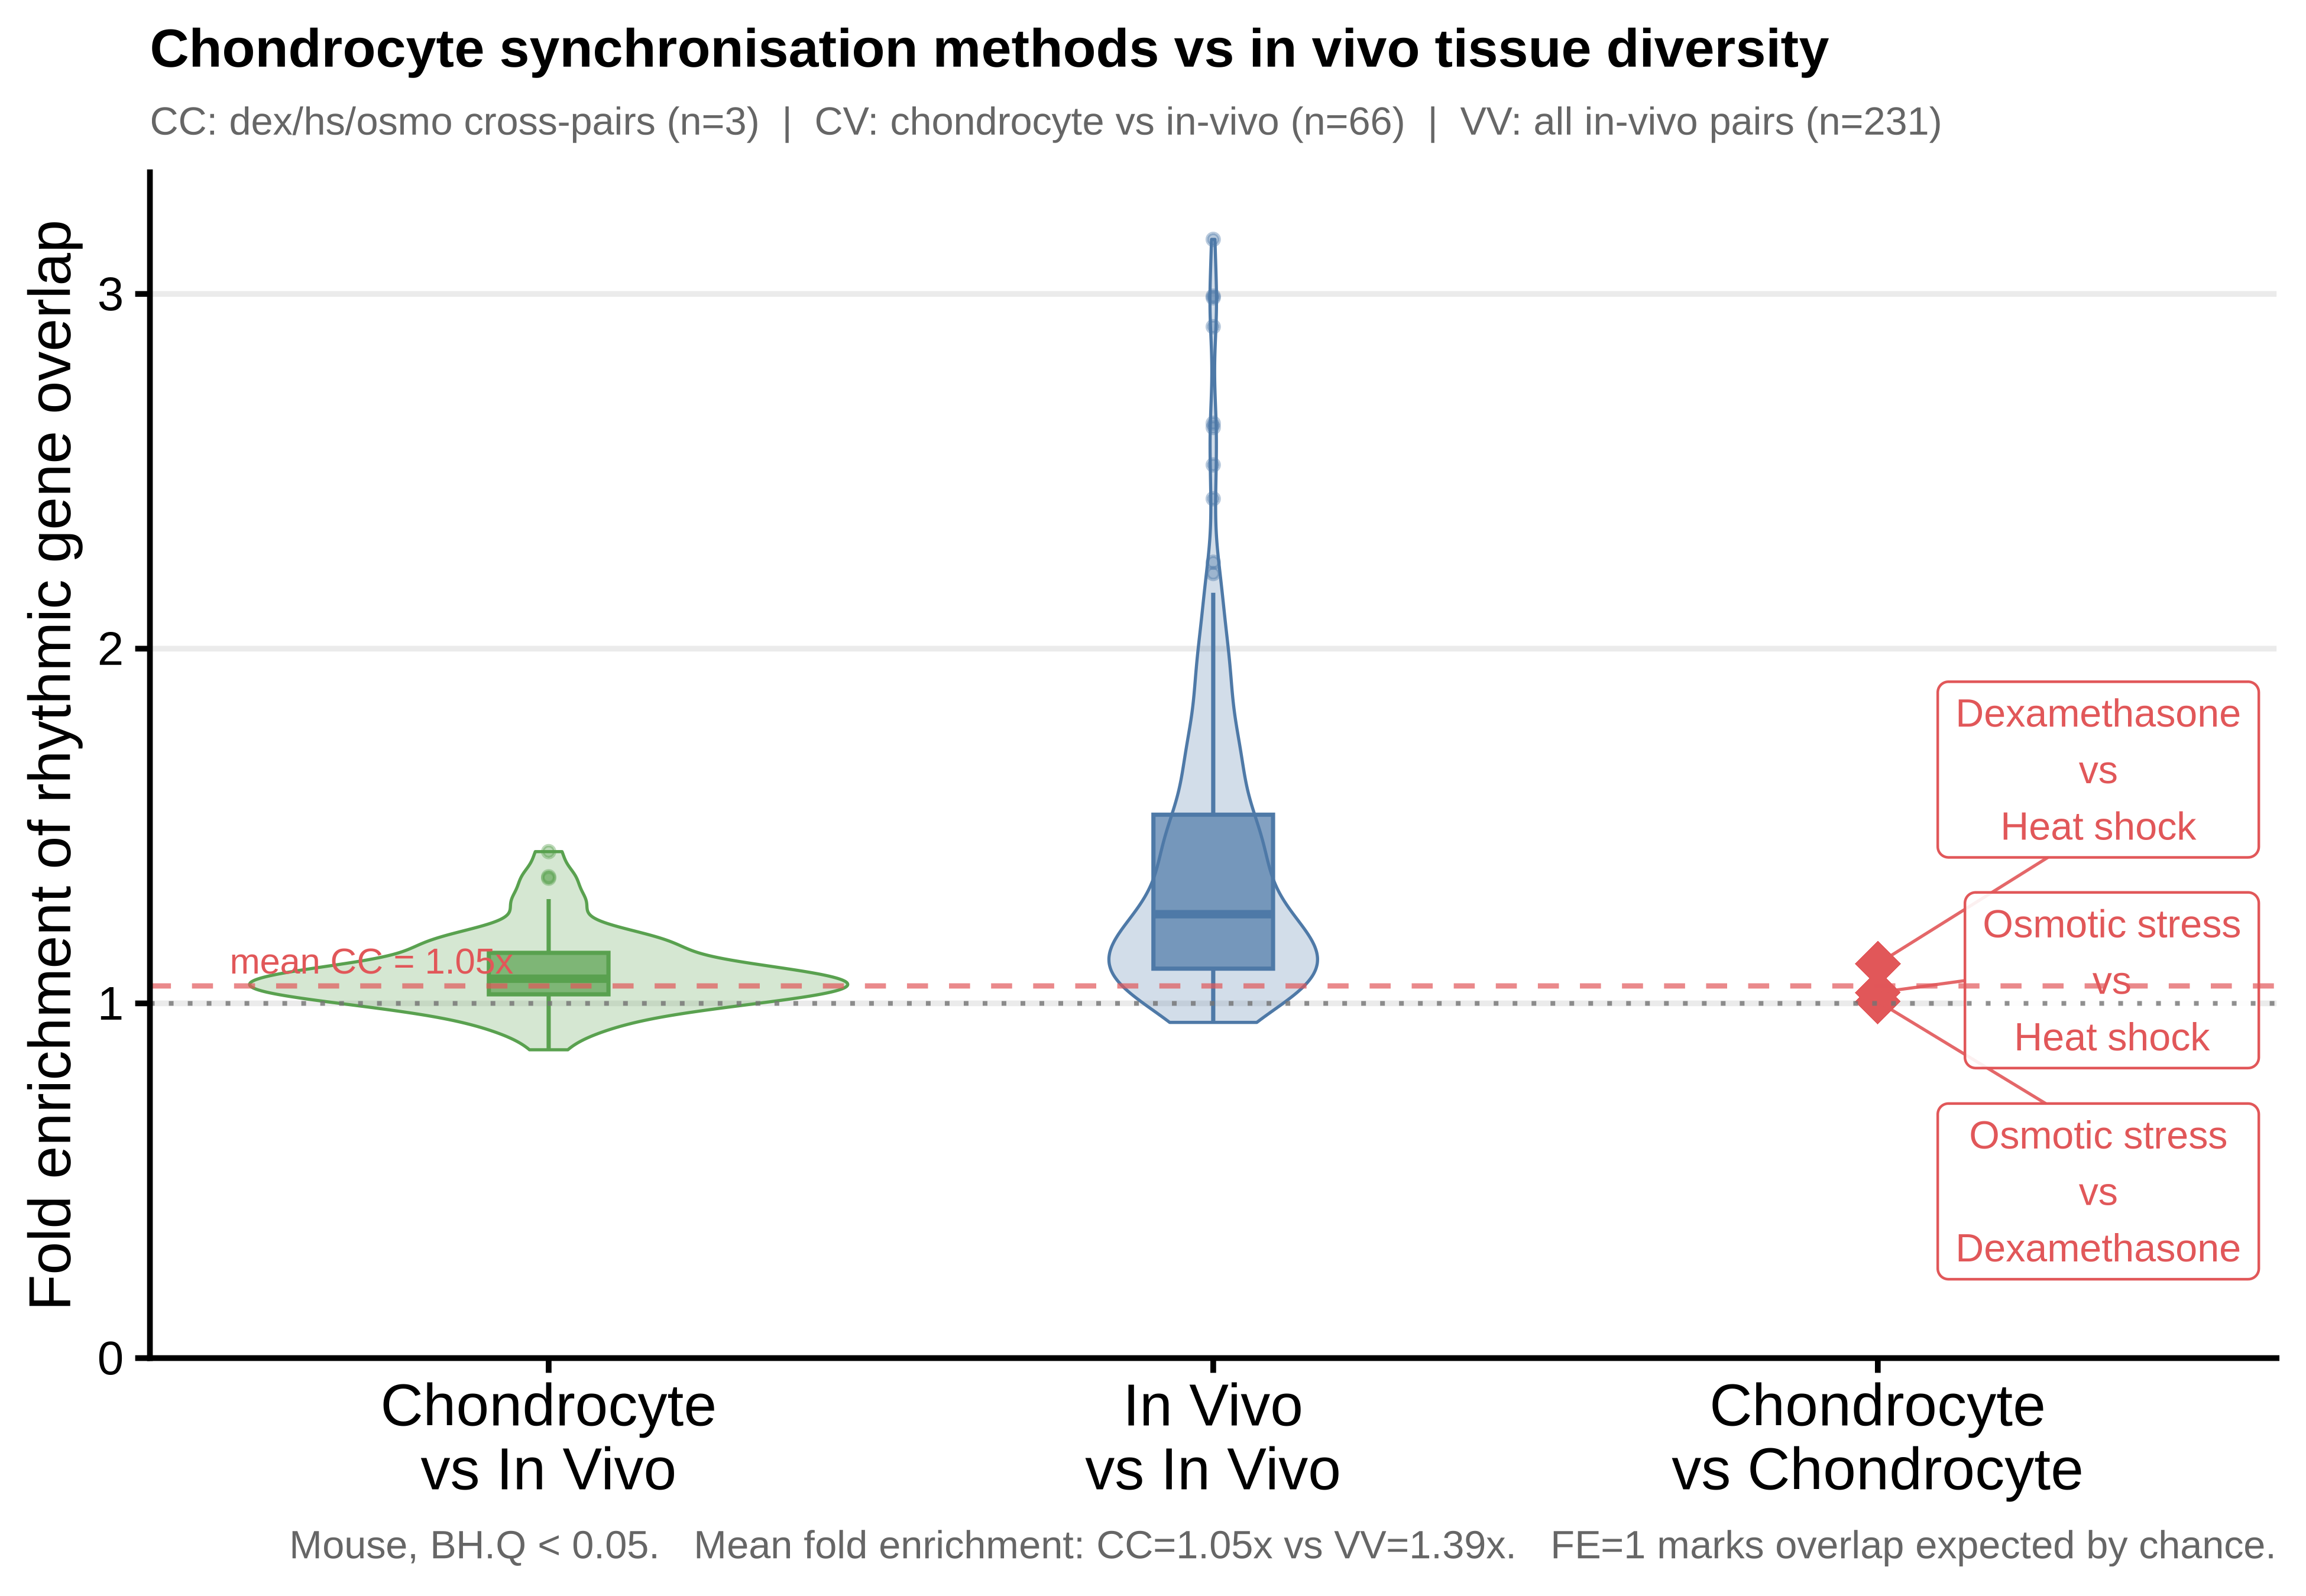 Chondrocyte synchronisation methods vs in vivo tissue diversity
CC: dex/hs/osmo cross-pairs (n=3) | CV: chondrocyte vs in-vivo (n=66) | VV: all in-vivo pairs (n=231)
Fold enrichment of rhythmic gene overlap
3
2
1
0
mean CC = 1.05x
Dexamethasone
vs
Heat shock
Osmotic stress
vs
Heat shock
Osmotic stress
vs
Dexamethasone
Chondrocyte
vs In Vivo
In Vivo
vs In Vivo
Chondrocyte
vs Chondrocyte
Mouse, BH.Q < 0.05. Mean fold enrichment: CC=1.05x vs VV=1.39x. FE=1 marks overlap expected by chance.